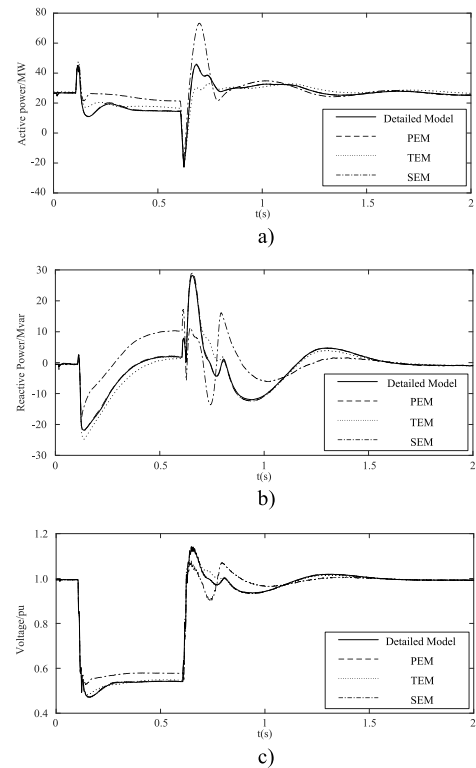 80
60
40
20
0
-20
-40
Active power/MW
Detailed Model
PEM
TEM
SEM
0 0.5 1 1.5 2
t(s)
a)
30
20
10
0
-10
-20
-30
Reactive Power/Mvar
Detailed Model
PEM
TEM
SEM
0 0.5 1 1.5 2
t(s)
b)
1.2
1.0
0.8
0.6
0.4
Voltage/pu
Detailed Model
PEM
TEM
SEM
0 0.5 1 1.5 2
t(s)
c)